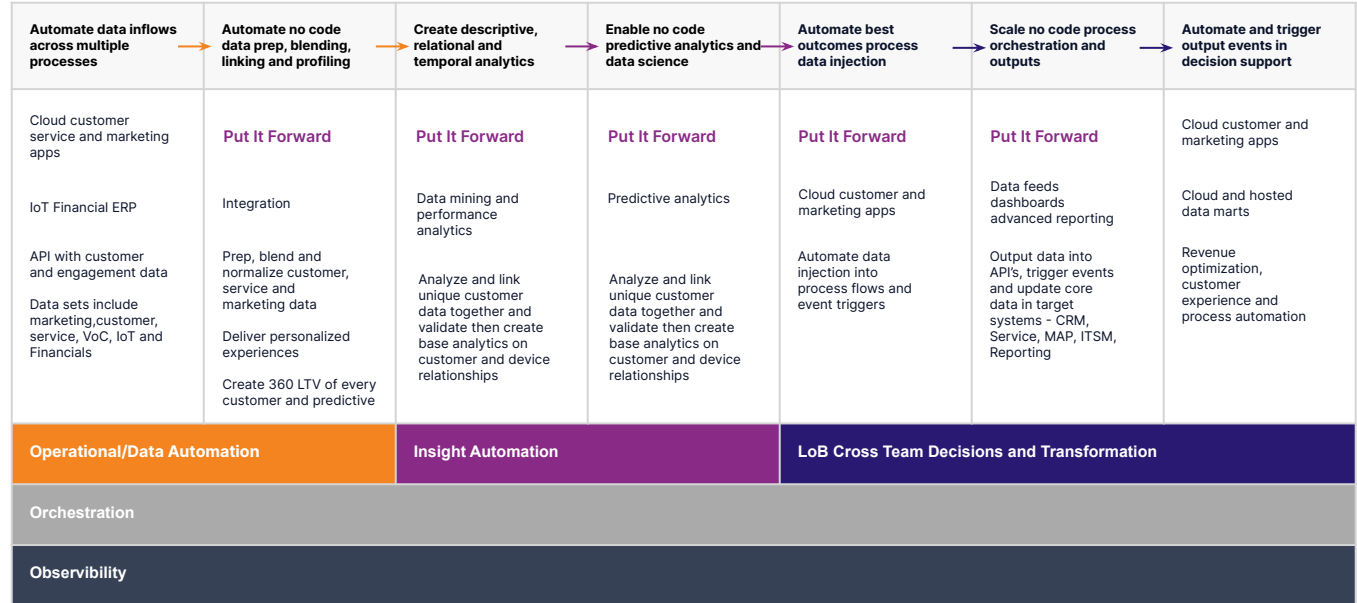 Automate data inflows
across multiple
processes
Automate no code
data prep, blending,
linking and profiling
Create descriptive,
relational and
temporal analytics
Enable no code
predictive analytics and
data science
Automate best
outcomes process
data injection
Scale no code process
orchestration and
outputs
Automate and trigger
output events in
decision support
Cloud customer
service and marketing
apps
IoT Financial ERP
API with customer
and engagement data
Data sets include
marketing,customer,
service, VoC, IoT and
Financials
Put It Forward
Integration
Prep, blend and
normalize customer,
service and
marketing data
Deliver personalized
experiences
Create 360 LTV of every
customer and predictive
Put It Forward
Data mining and
performance
analytics
Analyze and link
unique customer
data together and
validate then create
base analytics on
customer and device
relationships
Put It Forward
Predictive analytics
Analyze and link
unique customer
data together and
validate then create
base analytics on
customer and device
relationships
Put It Forward
Cloud customer and
marketing apps
Automate data
injection into
process flows and
event triggers
Put It Forward
Data feeds
dashboards
advanced reporting
Output data into
API's, trigger events
and update core
data in target
systems - CRM,
Service, MAP, ITSM,
Reporting
Cloud customer and
marketing apps
Cloud and hosted
data marts
Revenue
optimization,
customer
experience and
process automation
Operational/Data Automation
Insight Automation
LoB Cross Team Decisions and Transformation
Orchestration
Observibility